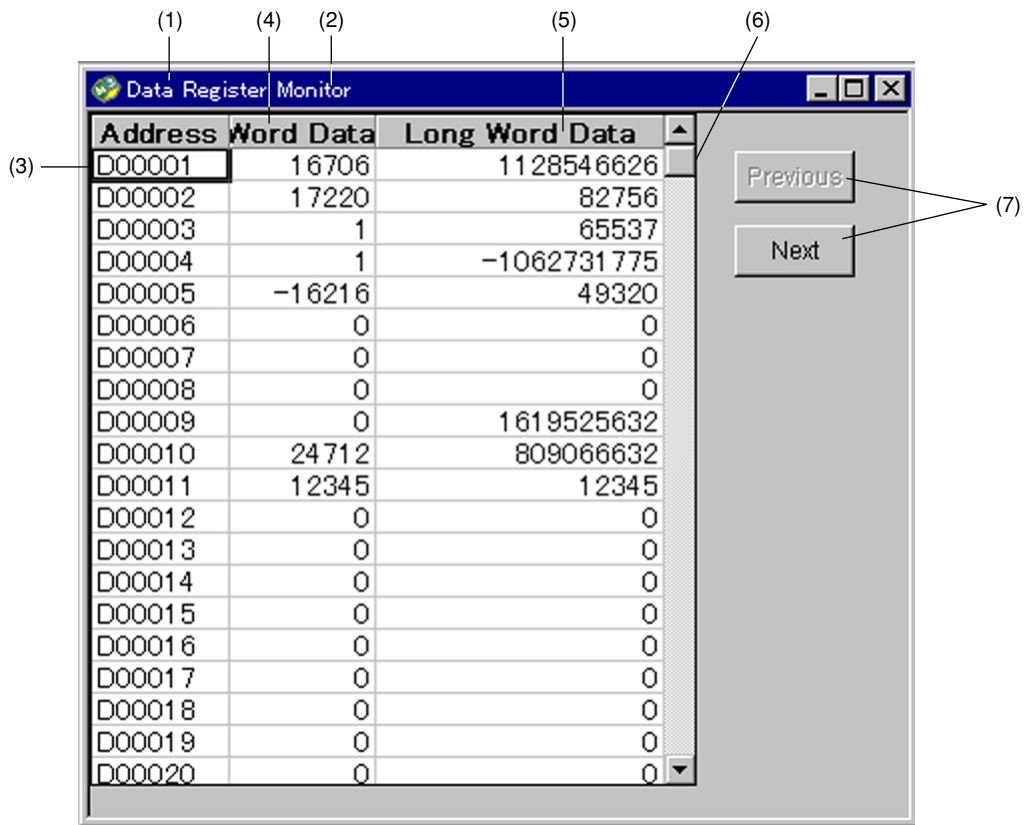 (1) (4) (2) (5) (6)
Data Register Monitor
Address Word Data Long Word Data
(3) D00001 16706 1128546626 Previous
D00002 17220 82756 (7)
D00003 1 65537 Next
D00004 1 -1062731775
D00005 -16216 49320
D00006 0 0
D00007 0 0
D00008 0 0
D00009 0 1619525632
D00010 24712 809066632
D00011 12345 12345
D00012 0 0
D00013 0 0
D00014 0 0
D00015 0 0
D00016 0 0
D00017 0 0
D00018 0 0
D00019 0 0
D00020 0 0